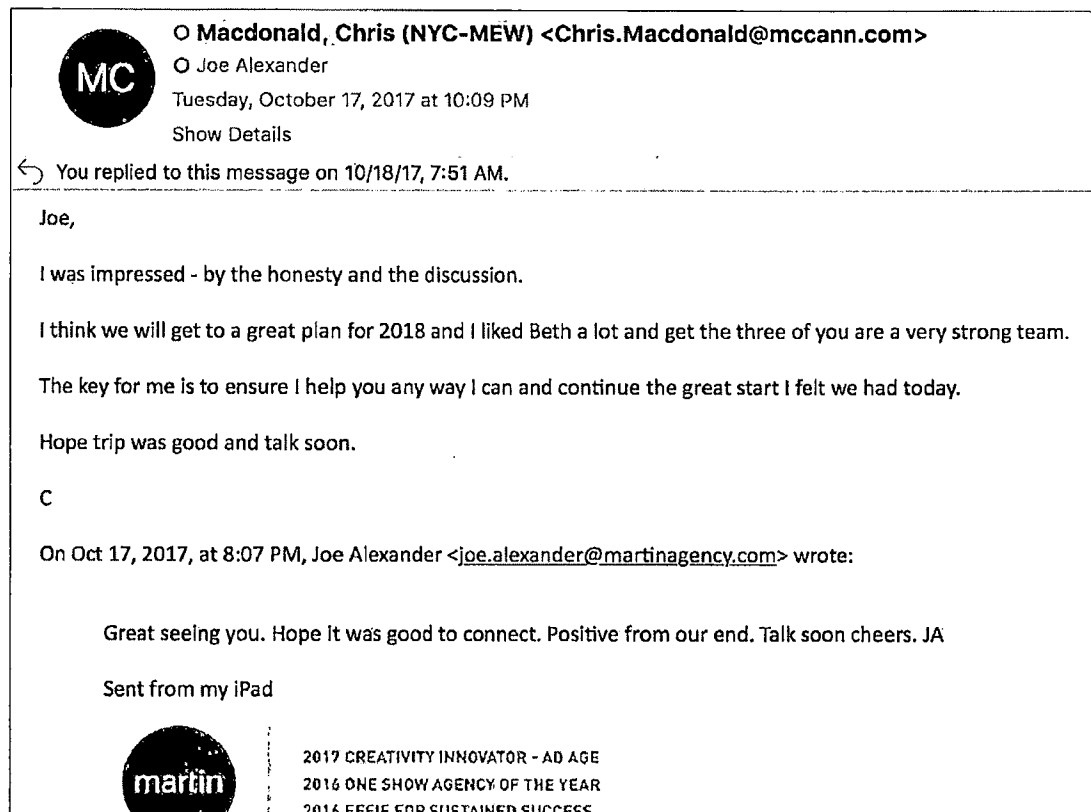 Macdonald, Chris (NYC-MEW) <Chris.Macdonald@mccann.com>
MC
Joe Alexander
Tuesday, October 17, 2017 at 10:09 PM
Show Details
You replied to this message on 10/18/17, 7:51 AM.
Joe,
I was impressed - by the honesty and the discussion.
I think we will get to a great plan for 2018 and I liked Beth a lot and get the three of you are a very strong team.
The key for me is to ensure I help you any way I can and continue the great start I felt we had today.
Hope trip was good and talk soon.
C
On Oct 17, 2017, at 8:07 PM, Joe Alexander <joe.alexander@martinagency.com> wrote:
Great seeing you. Hope it was good to connect. Positive from our end. Talk soon cheers. JA
Sent from my iPad
martin
2017 CREATIVITY INNOVATOR - AD AGE
2016 ONE SHOW AGENCY OF THE YEAR
2016 EFFIE FOR SUSTAINED SUCCESS